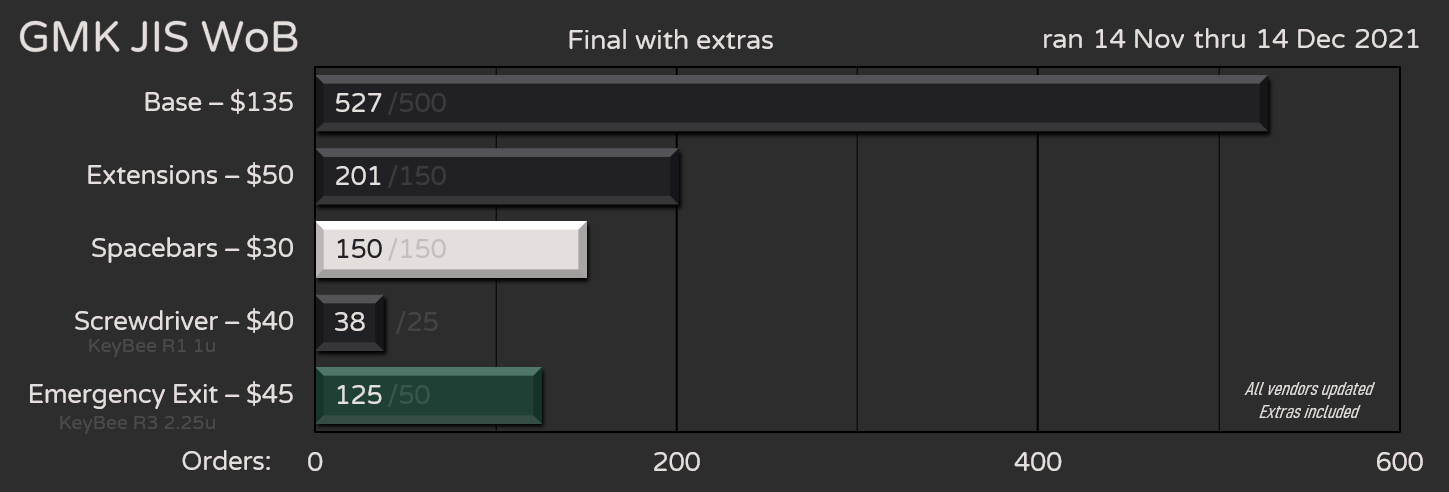 GMK JIS WoB
Final with extras
ran 14 Nov thru 14 Dec 2021
Base – $135
527 /500
Extensions – $50
201 /150
Spacebars – $30
150 /150
Screwdriver – $40
KeyBee R1 1u
38 /25
Emergency Exit – $45
KeyBee R3 2.25u
125 /50
All vendors updated
Extras included
Orders: 0 200 400 600